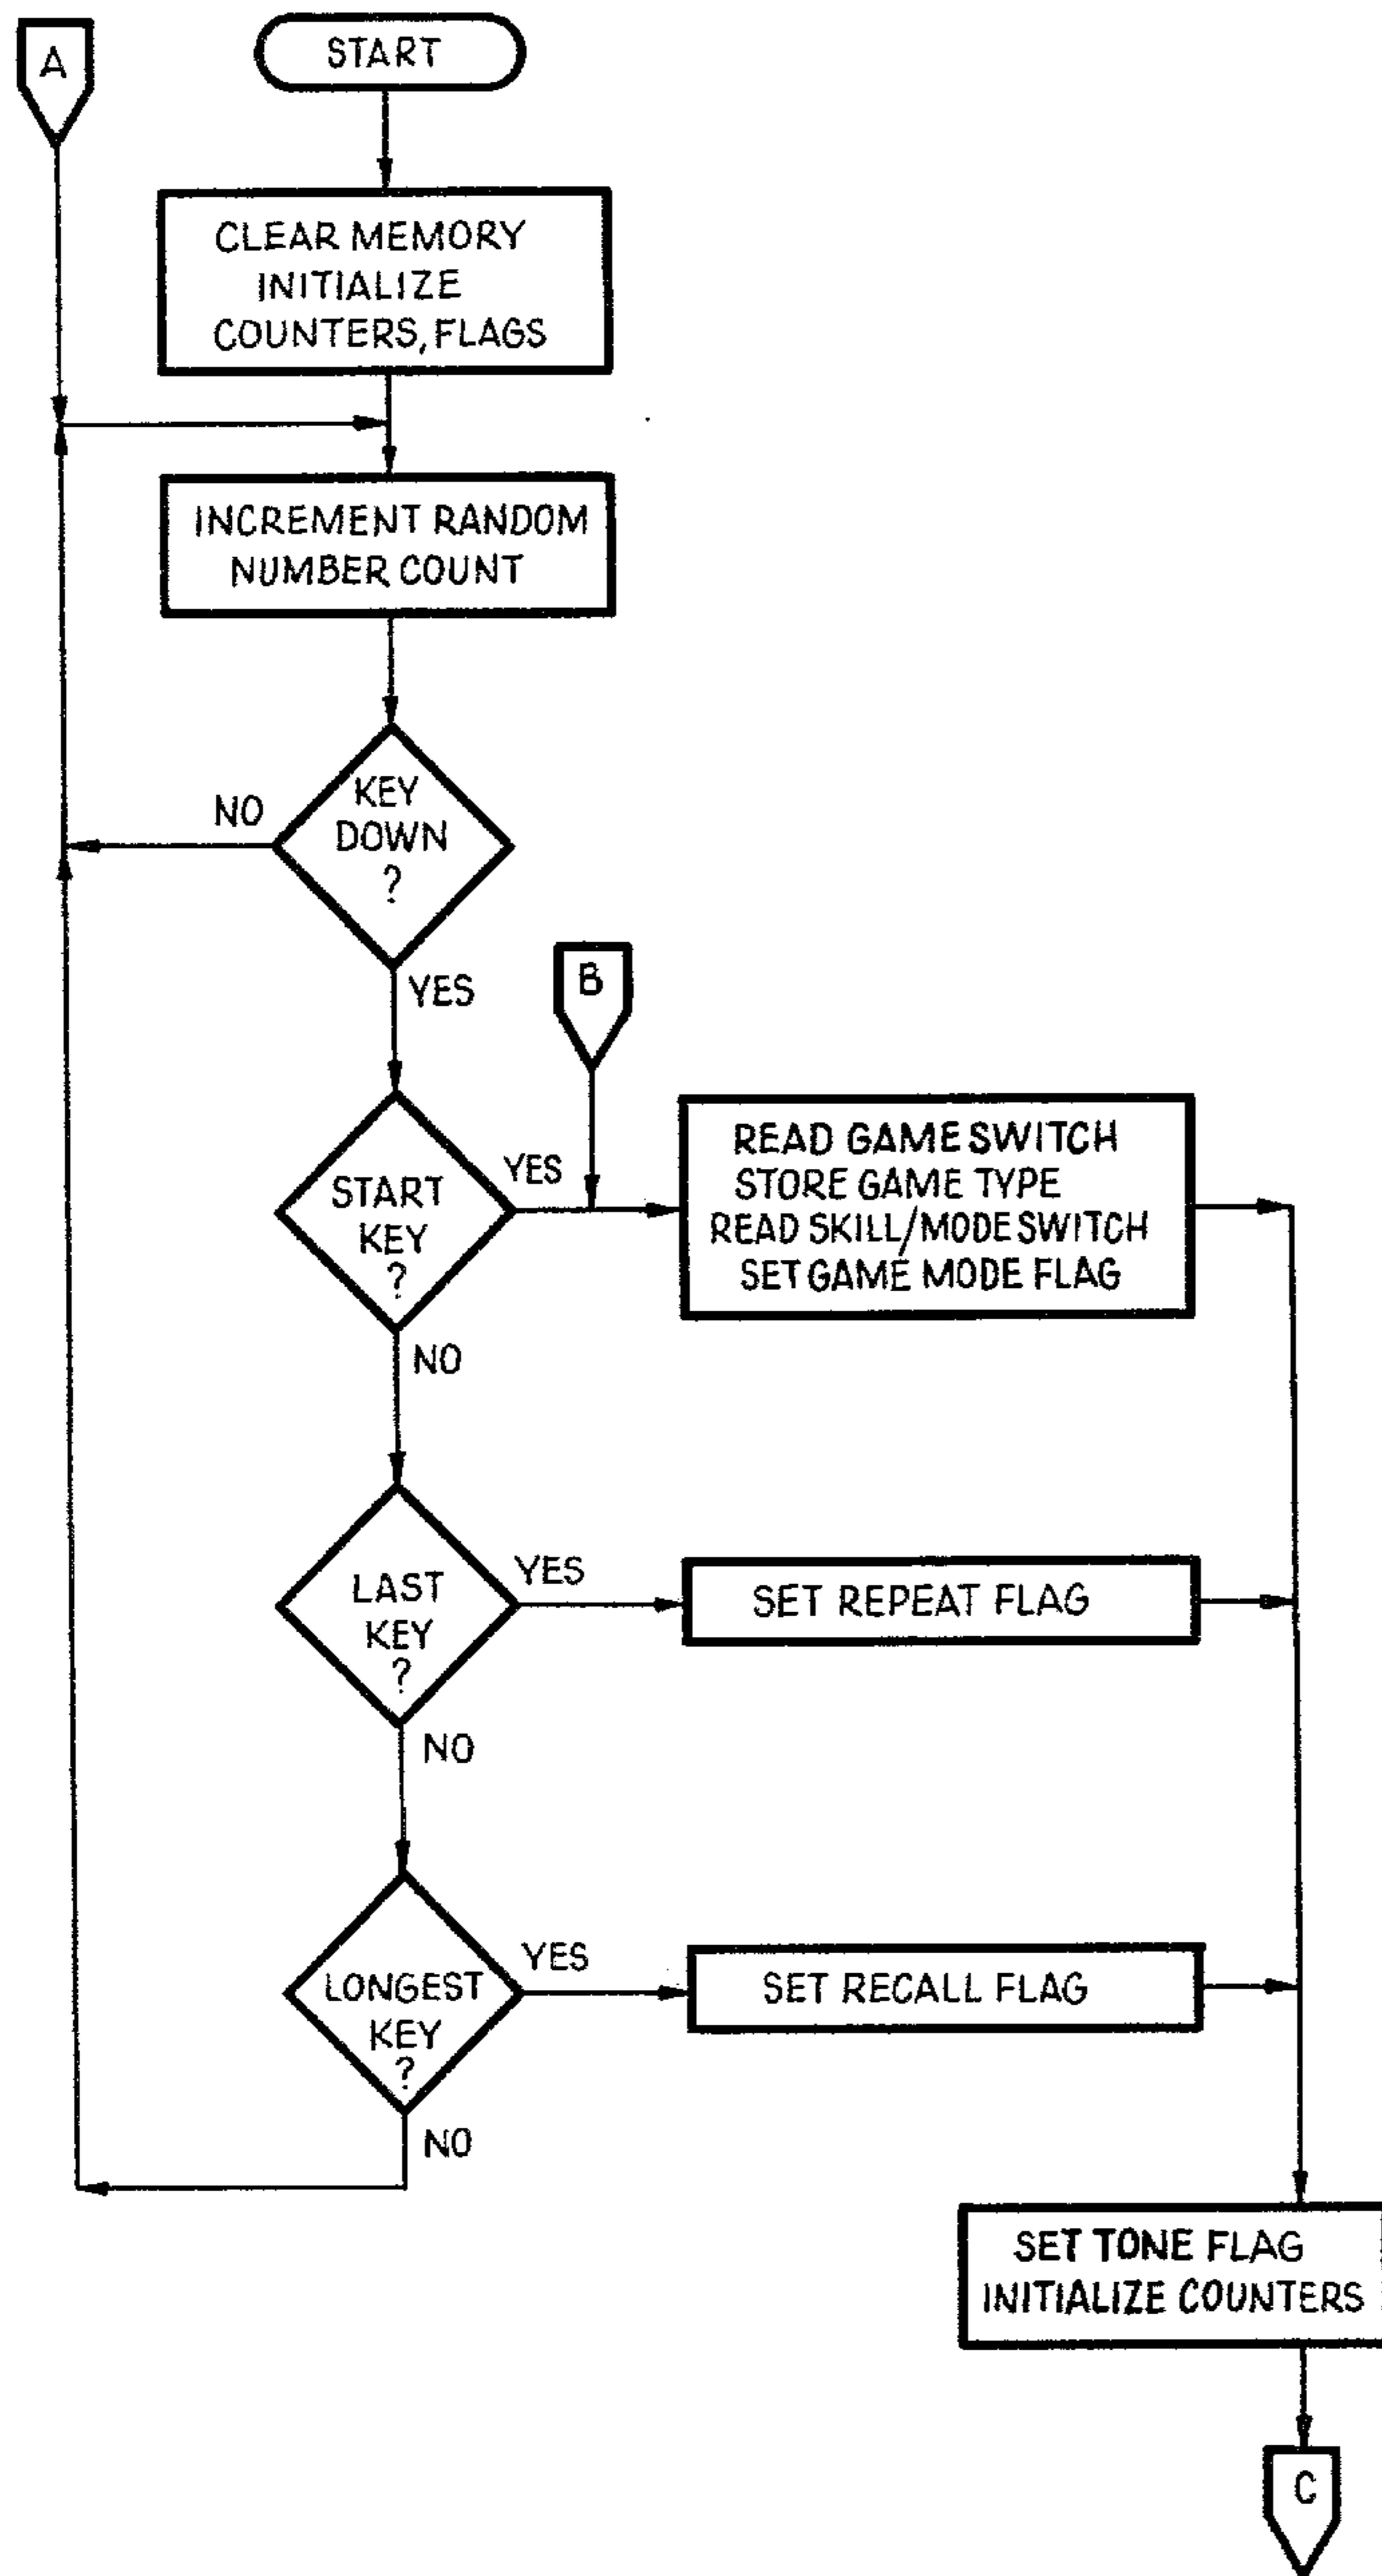 A
START
CLEAR MEMORY
INITIALIZE
COUNTERS, FLAGS
INCREMENT RANDOM
NUMBER COUNT
KEY
DOWN
?
NO
YES
B
START
KEY
?
YES
READ GAME SWITCH
STORE GAME TYPE
READ SKILL/MODE SWITCH
SET GAME MODE FLAG
NO
LAST
KEY
?
YES
SET REPEAT FLAG
NO
LONGEST
KEY
?
YES
SET RECALL FLAG
NO
SET TONE FLAG
INITIALIZE COUNTERS
C